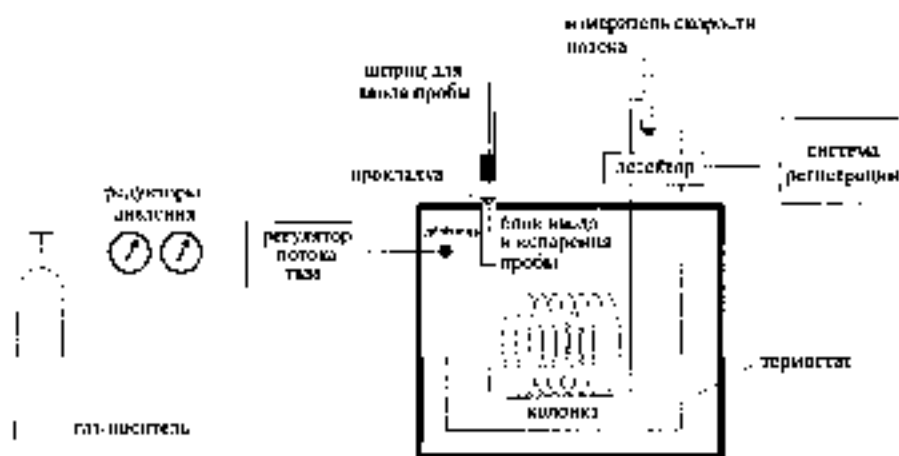 измеритель скорости
потока
шприц для
ввода пробы
прокладка
детектор
система
регистрации
редукторы
давления
регулятор
потока
газа
блок ввода
и испарения
пробы
термостат
колонка
газ-носитель